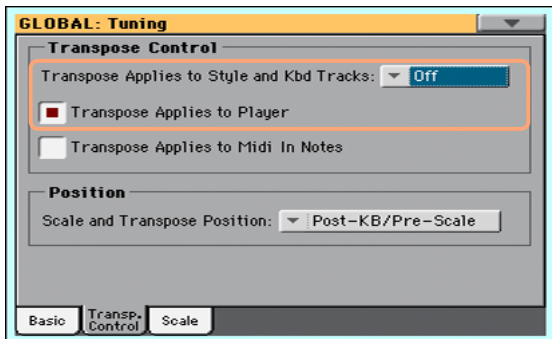 GLOBAL: Tuning
Transpose Control
Transpose Applies to Style and Kbd Tracks: Off
Transpose Applies to Player
Transpose Applies to Midi In Notes
Position
Scale and Transpose Position: Post-KB/Pre-Scale
Basic Transp. Control Scale